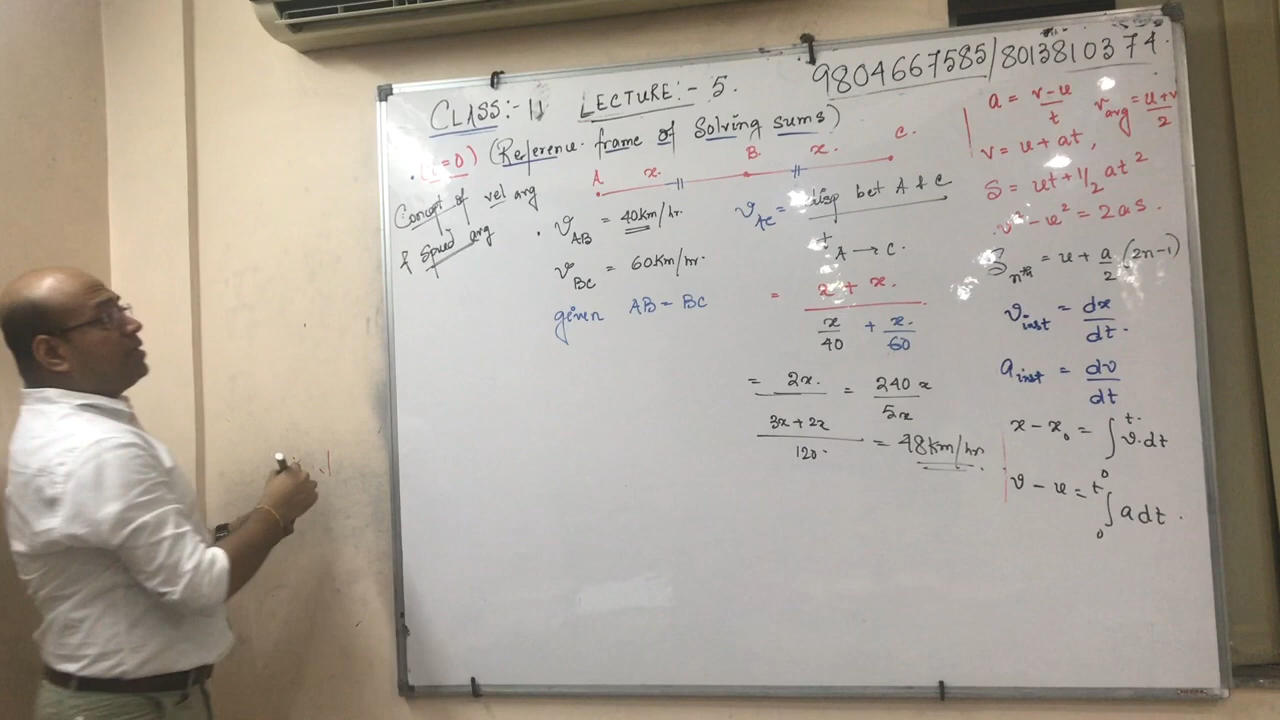 9804667585/8013810374
CLASS:- 11 LECTURE:- 5.
(Reference frame of Solving sums)
Concept of vel avg
& Speed avg
A x. B. x. C.
v_AB = 40km/hr.
v_BC = 60km/hr.
given AB = BC
v_AC = disp bet A & C
t A → C.
= x + x.
x/40 + x/60
= 2x. = 240x
3x + 2x 5x
120. = 48km/hr.
a = v-u/t v_avg = u+v/2
v = u + at,
S = ut + 1/2 at²
v² - u² = 2as.
S_nth = u + a/2 (2n-1)
v_inst = dx/dt.
a_inst = dv/dt
x - x₀ = ∫₀ᵗ v.dt
v - u = ∫₀ᵗ a dt.